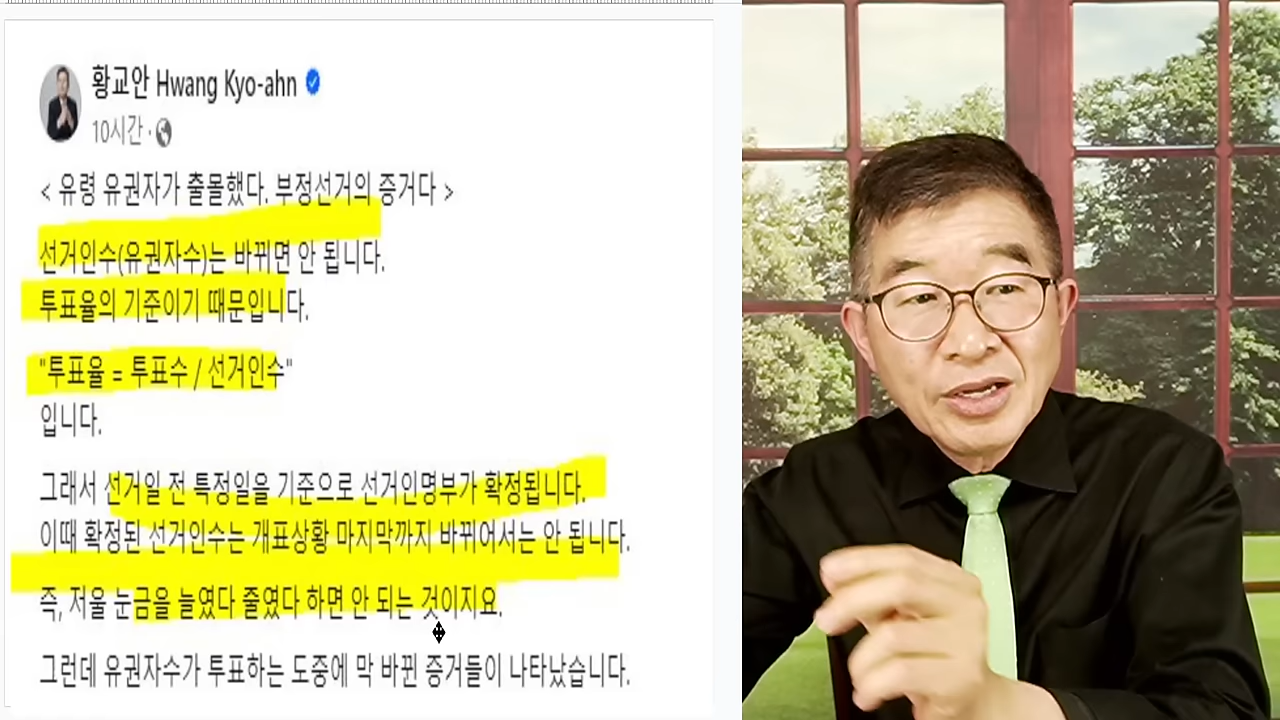 황교안 Hwang Kyo-ahn
10시간 ·
< 유령 유권자가 출몰했다. 부정선거의 증거다 >
선거인수(유권자수)는 바뀌면 안 됩니다.
투표율의 기준이기 때문입니다.
"투표율 = 투표수 / 선거인수"
입니다.
그래서 선거일 전 특정일을 기준으로 선거인명부가 확정됩니다.
이때 확정된 선거인수는 개표상황 마지막까지 바뀌어서는 안 됩니다.
즉, 저울 눈금을 늘였다 줄였다 하면 안 되는 것이지요.
그런데 유권자수가 투표하는 도중에 막 바뀐 증거들이 나타났습니다.